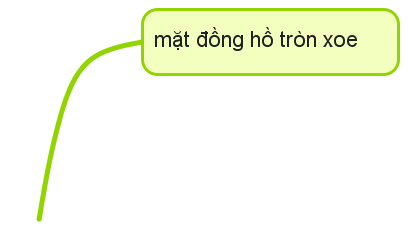 mặt đồng hồ tròn xoe